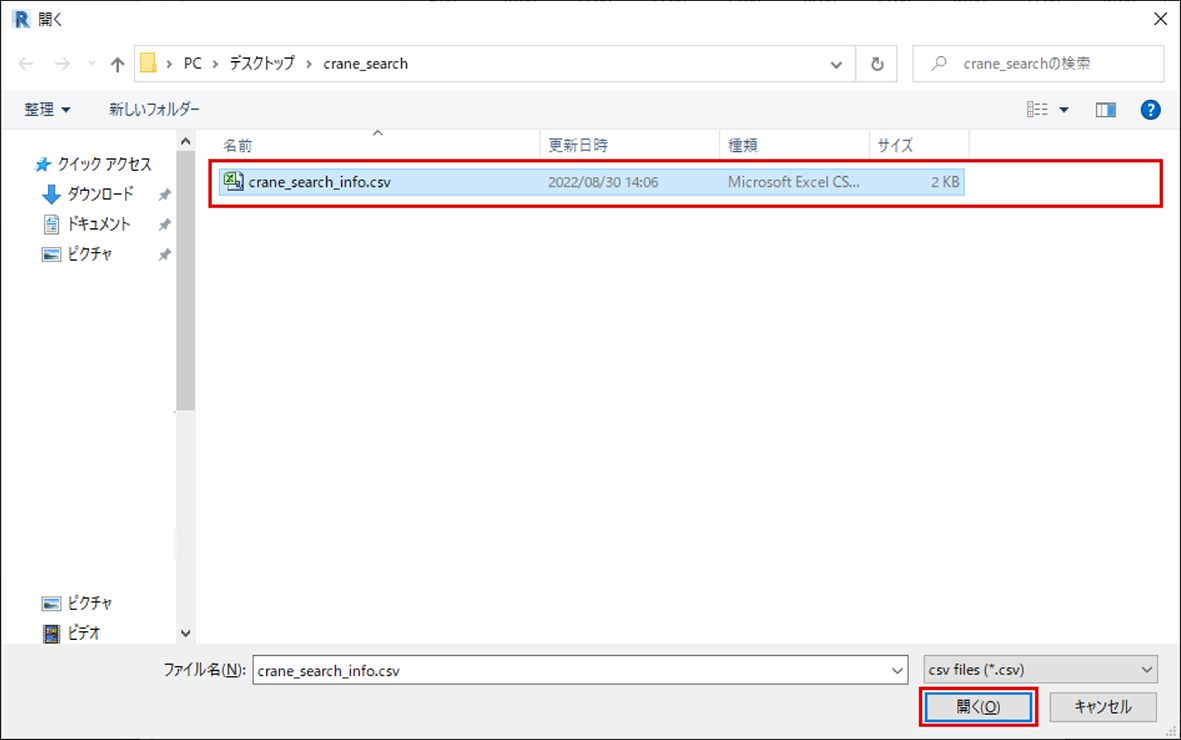 開く
PC › デスクトップ › crane_search
crane_searchの検索
整理
新しいフォルダー
名前
更新日時
種類
サイズ
crane_search_info.csv
2022/08/30 14:06
Microsoft Excel CS...
2 KB
クイック アクセス
ダウンロード
ドキュメント
ピクチャ
ピクチャ
ビデオ
ファイル名(N):
crane_search_info.csv
csv files (*.csv)
開く(O)
キャンセル